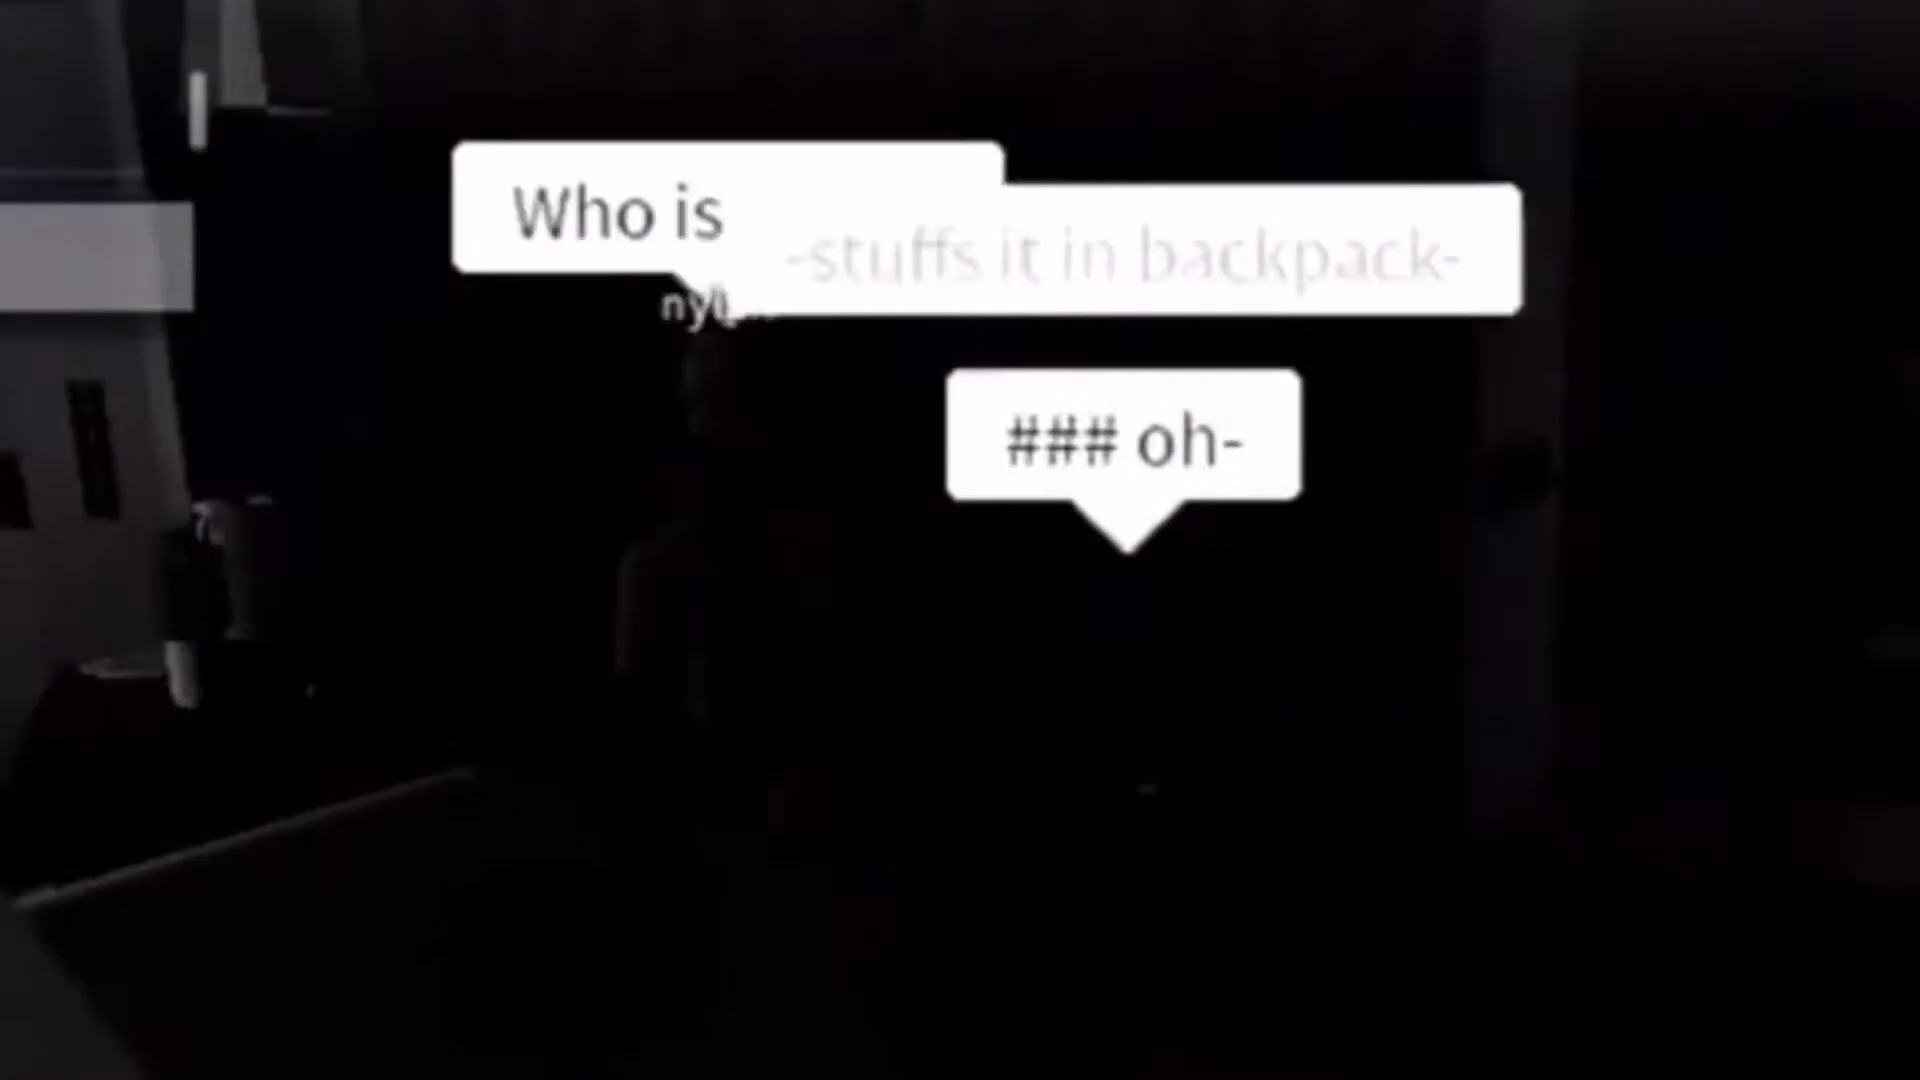 Who is
-stuffs it in backpack-
### oh-